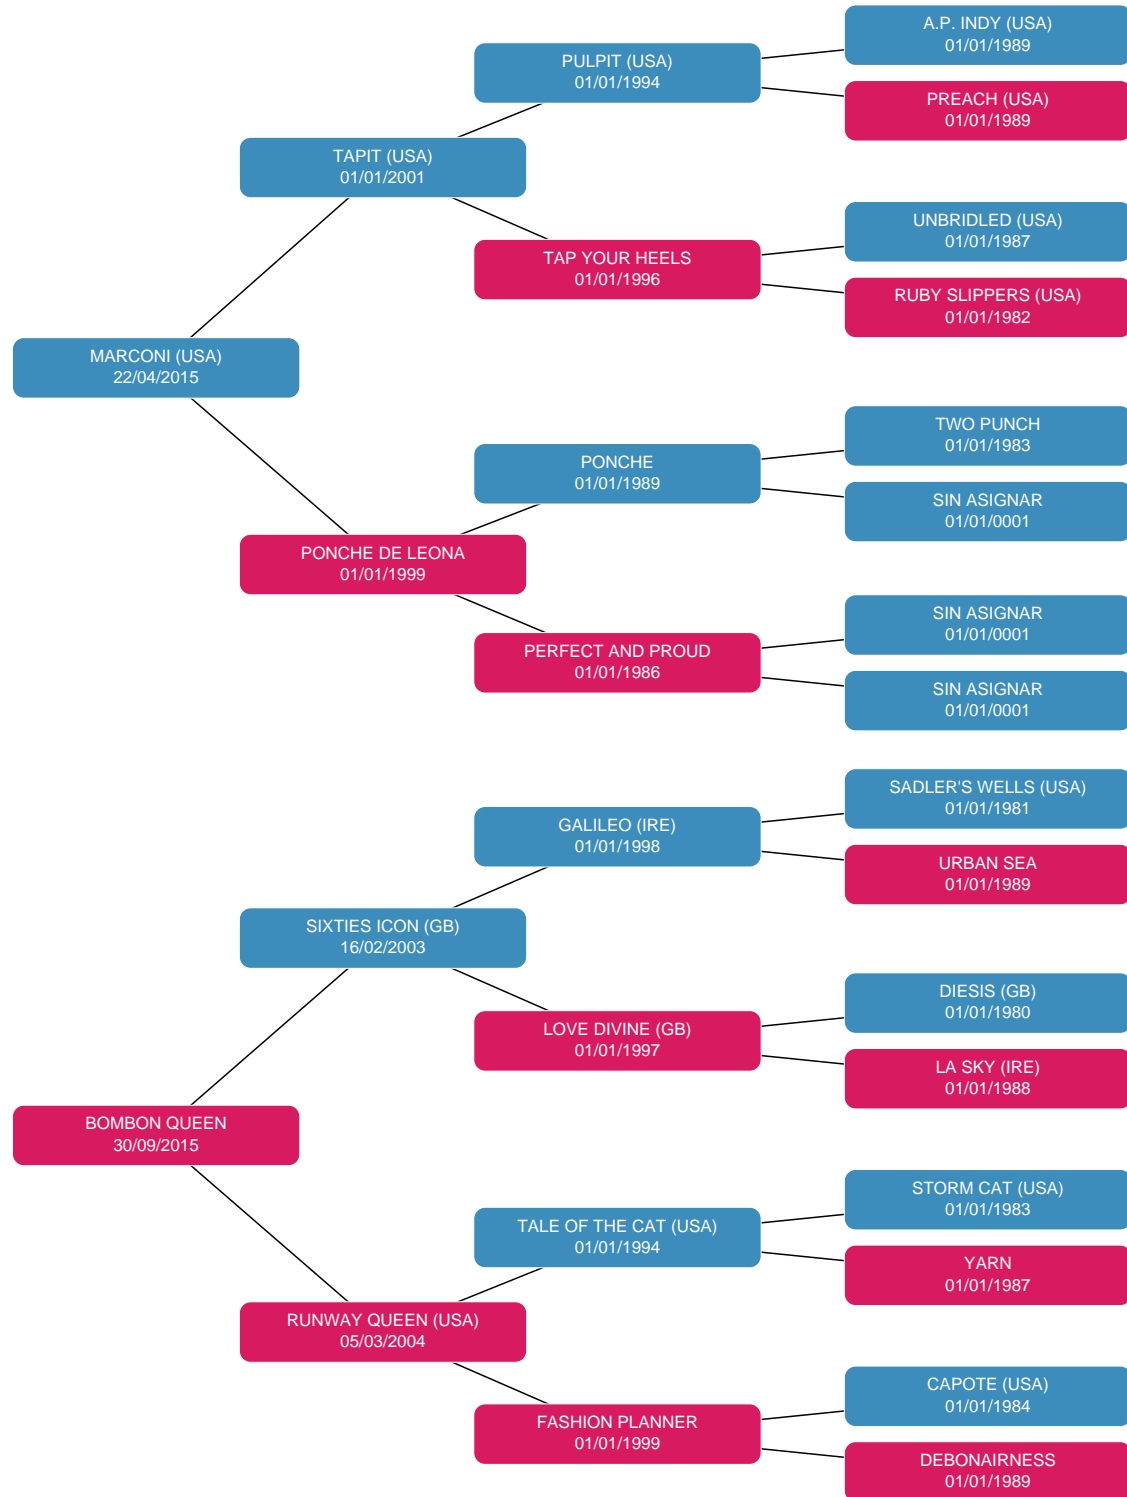 A.P. INDY (USA)
01/01/1989
PULPIT (USA)
01/01/1994
PREACH (USA)
01/01/1989
TAPIT (USA)
01/01/2001
UNBRIDLED (USA)
01/01/1987
TAP YOUR HEELS
01/01/1996
RUBY SLIPPERS (USA)
01/01/1982
MARCONI (USA)
22/04/2015
TWO PUNCH
01/01/1983
PONCHE
01/01/1989
SIN ASIGNAR
01/01/0001
PONCHE DE LEONA
01/01/1999
SIN ASIGNAR
01/01/0001
PERFECT AND PROUD
01/01/1986
SIN ASIGNAR
01/01/0001
SADLER'S WELLS (USA)
01/01/1981
GALILEO (IRE)
01/01/1998
URBAN SEA
01/01/1989
SIXTIES ICON (GB)
16/02/2003
DIESIS (GB)
01/01/1980
LOVE DIVINE (GB)
01/01/1997
LA SKY (IRE)
01/01/1988
BOMBON QUEEN
30/09/2015
STORM CAT (USA)
01/01/1983
TALE OF THE CAT (USA)
01/01/1994
YARN
01/01/1987
RUNWAY QUEEN (USA)
05/03/2004
CAPOTE (USA)
01/01/1984
FASHION PLANNER
01/01/1999
DEBONAIRNESS
01/01/1989